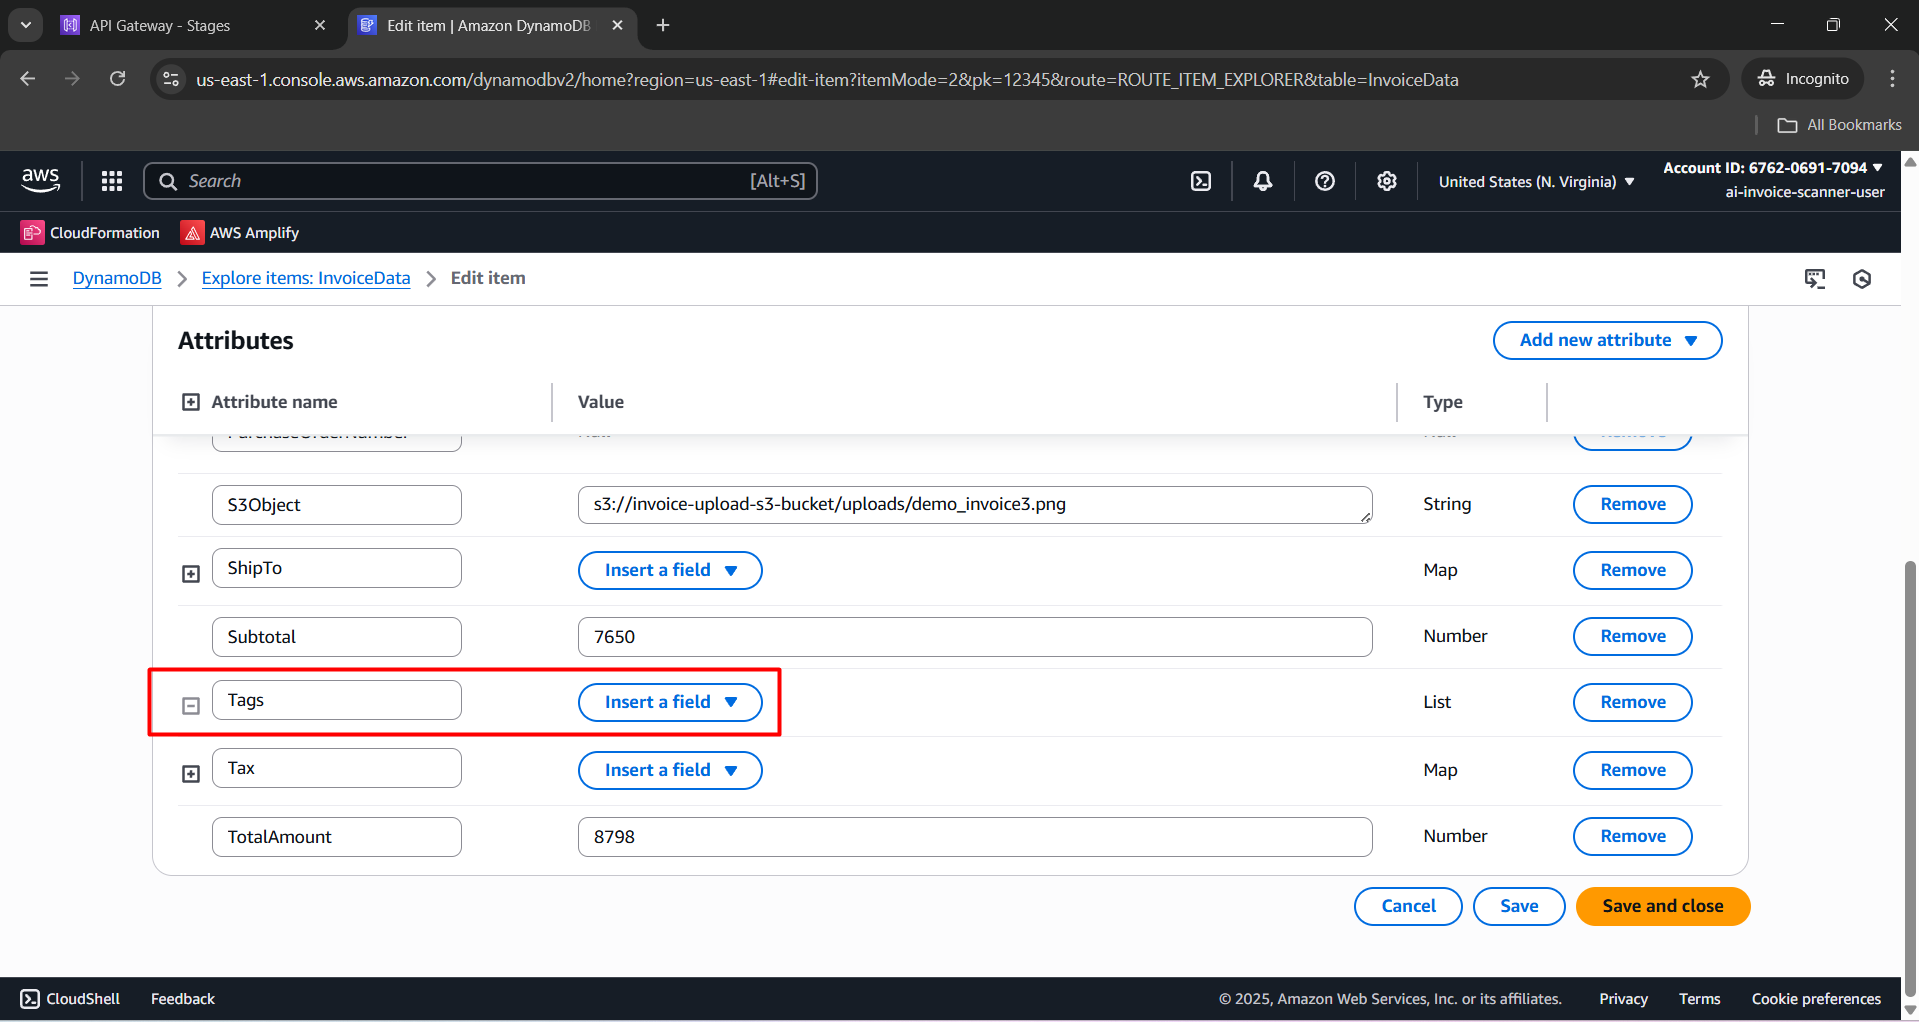 API Gateway - Stages
Edit item | Amazon DynamoDB
us-east-1.console.aws.amazon.com/dynamodbv2/home?region=us-east-1#edit-item?itemMode=2&pk=12345&route=ROUTE_ITEM_EXPLORER&table=InvoiceData
Incognito
All Bookmarks
aws
Search
[Alt+S]
United States (N. Virginia)
Account ID: 6762-0691-7094
ai-invoice-scanner-user
CloudFormation
AWS Amplify
DynamoDB
Explore items: InvoiceData
Edit item
Attributes
Add new attribute
Attribute name
Value
Type
S3Object
s3://invoice-upload-s3-bucket/uploads/demo_invoice3.png
String
Remove
ShipTo
Insert a field
Map
Remove
Subtotal
7650
Number
Remove
Tags
Insert a field
List
Remove
Tax
Insert a field
Map
Remove
TotalAmount
8798
Number
Remove
Cancel
Save
Save and close
CloudShell
Feedback
© 2025, Amazon Web Services, Inc. or its affiliates.
Privacy
Terms
Cookie preferences